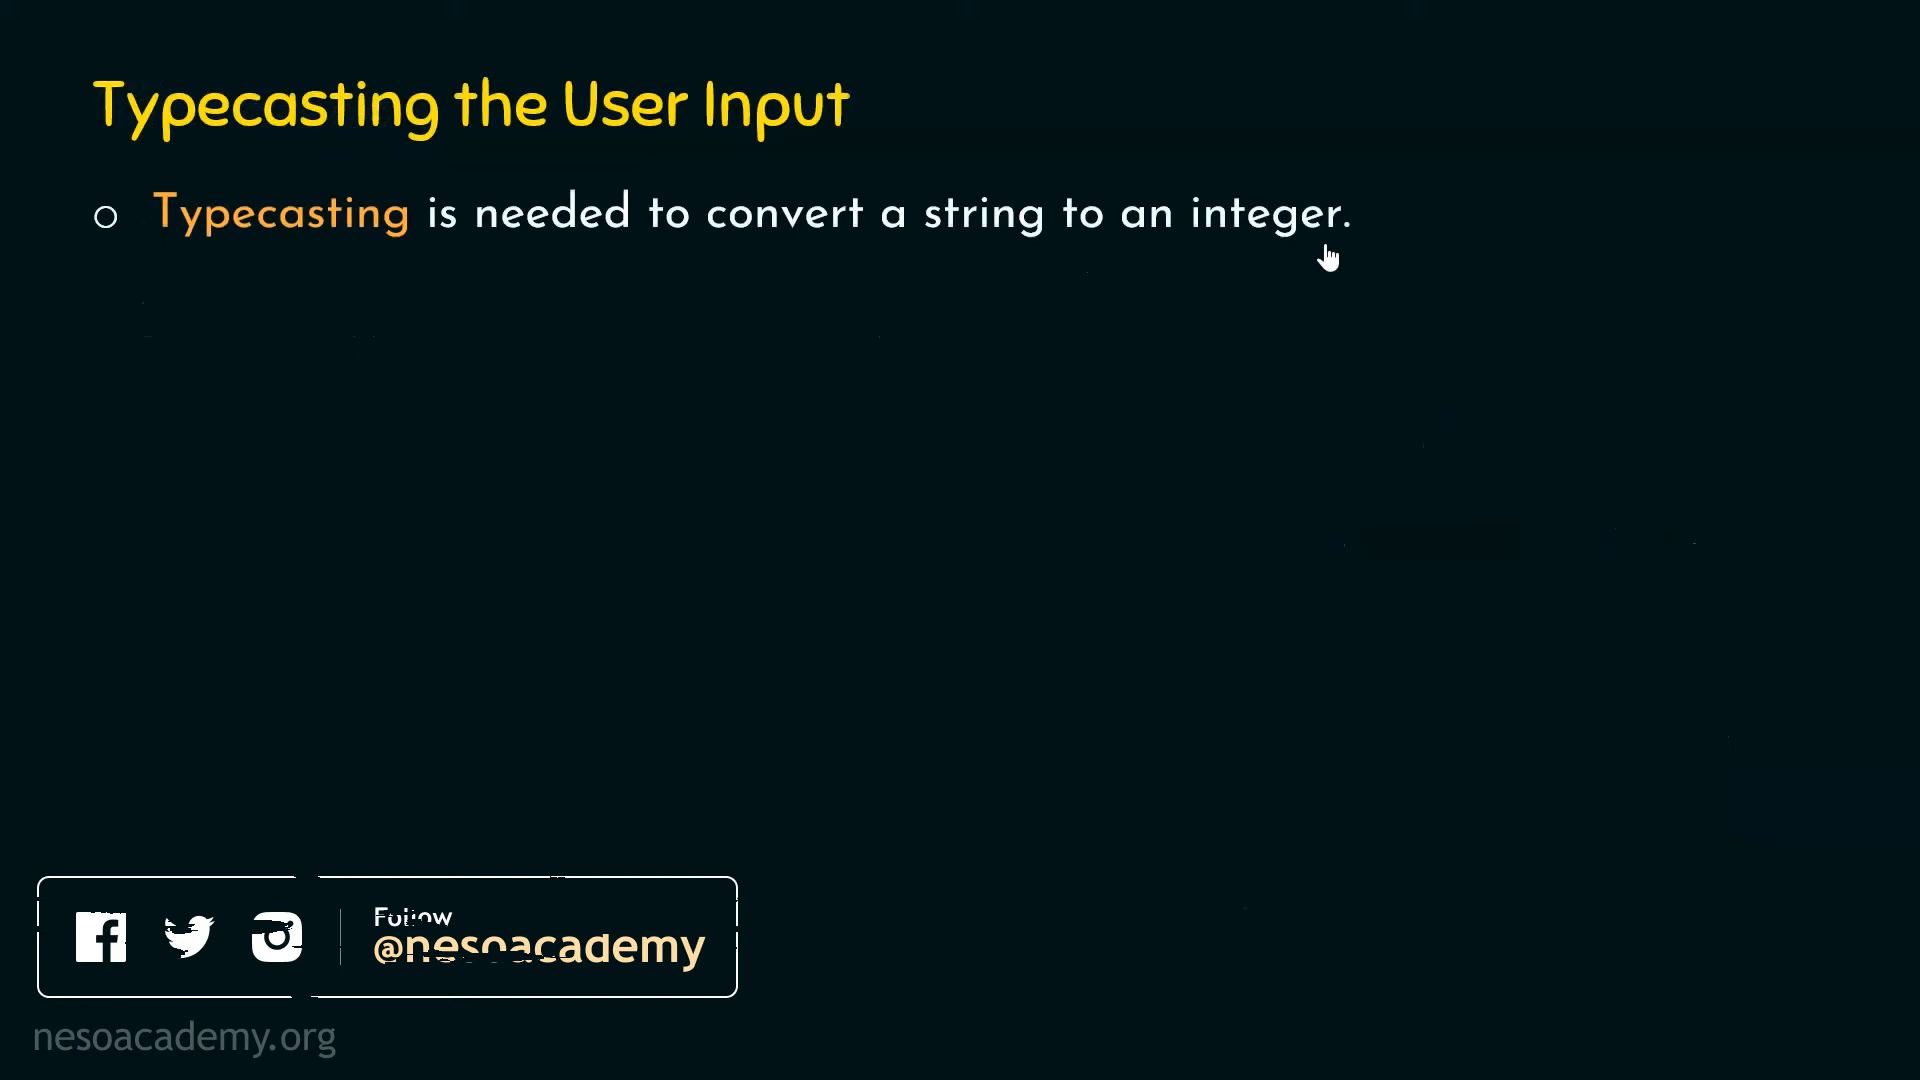 Typecasting the User Input
Typecasting is needed to convert a string to an integer.
Follow
@nesoacademy
nesoacademy.org